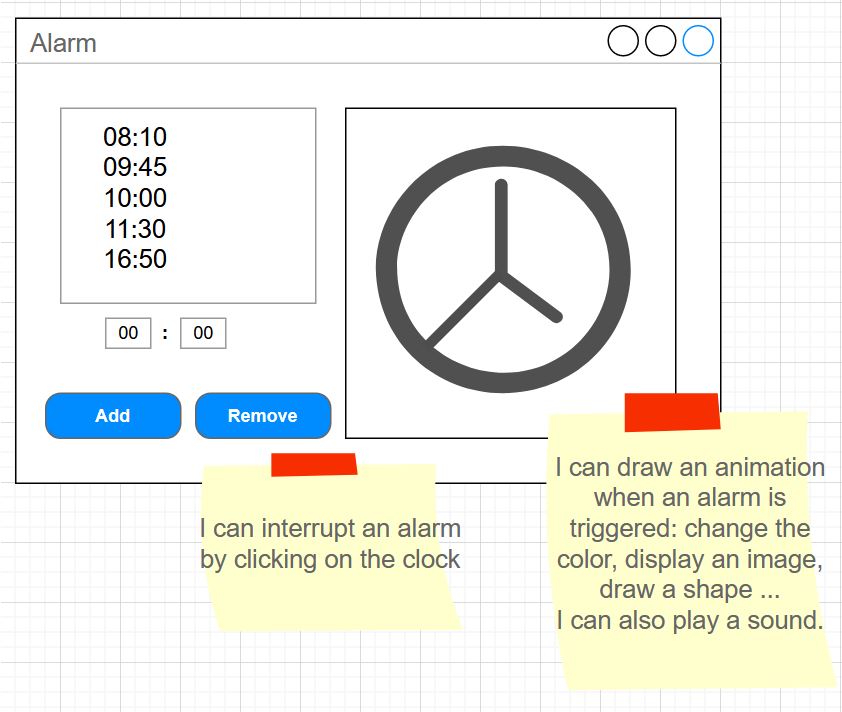 Alarm
08:10
09:45
10:00
11:30
16:50
00 : 00
Add
Remove
I can interrupt an alarm
by clicking on the clock
I can draw an animation
when an alarm is
triggered: change the
color, display an image,
draw a shape ...
I can also play a sound.